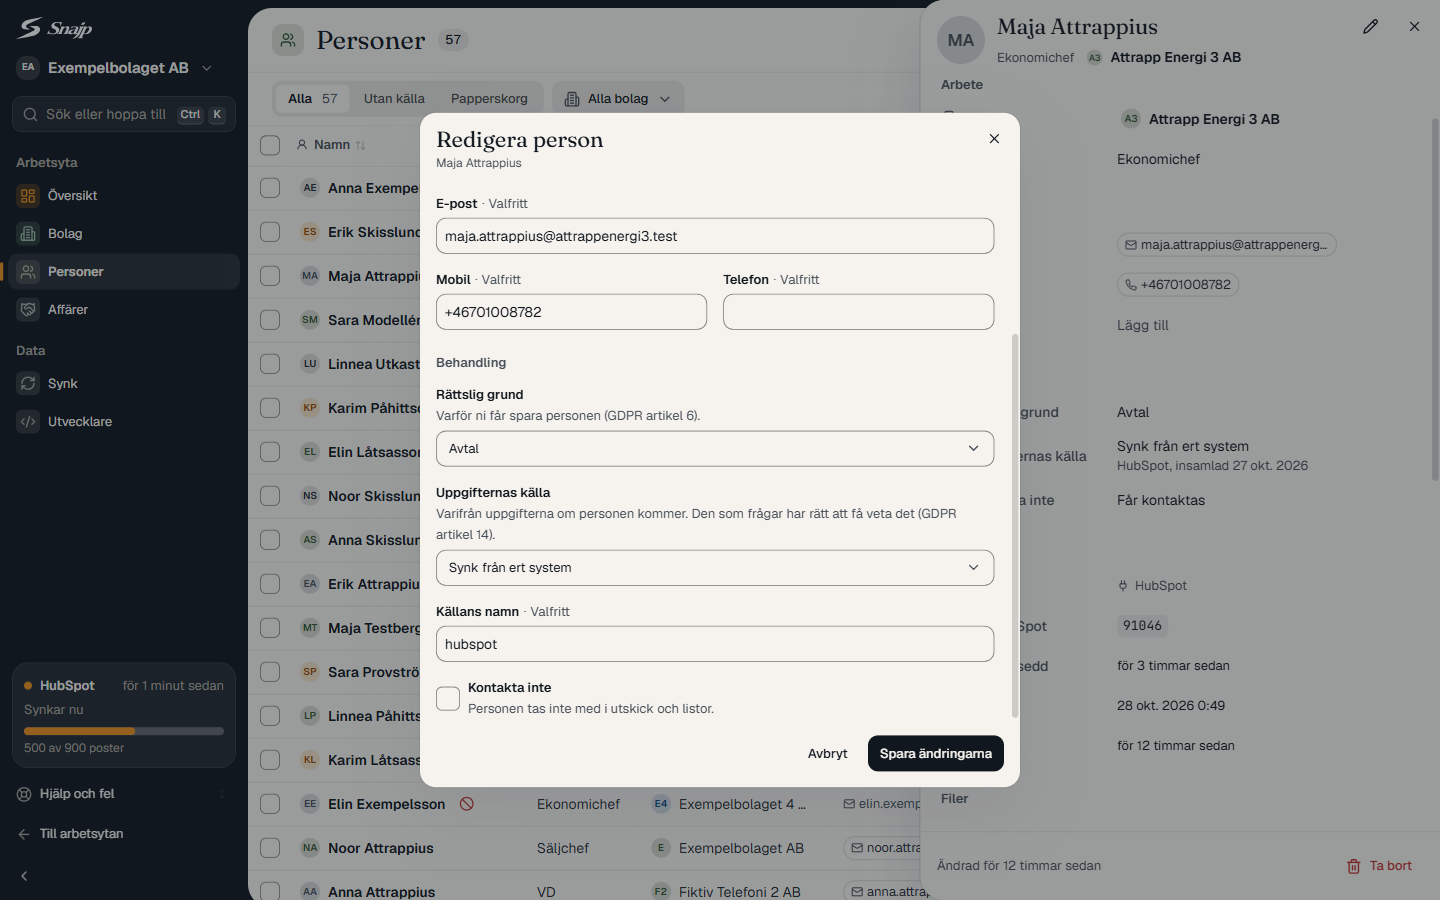 Snajp
EA Exempelbolaget AB
Sök eller hoppa till Ctrl K
Arbetsyta
Översikt
Bolag
Personer
Affärer
Data
Synk
Utvecklare
HubSpot för 1 minut sedan
Synkar nu
500 av 900 poster
Hjälp och fel
Till arbetsytan
Personer 57
Alla 57 Utan källa Papperskorg Alla bolag
Namn
AE Anna Exempe
ES Erik Skisslund
MA Maja Attrappi
SM Sara Modellér
LU Linnea Utkast
KP Karim Påhitts
EL Elin Låtsasson
NS Noor Skisslun
AS Anna Skisslun
EA Erik Attrappiu
MT Maja Testberg
SP Sara Provströ
LP Linnea Påhitts
KL Karim Låtsass
EE Elin Exempelsson Ekonomichef E4 Exempelbolaget 4 ... elin.exemp
NA Noor Attrappius Säljchef E Exempelbolaget AB noor.attra
AA Anna Attrappius VD F2 Fiktiv Telefoni 2 AB anna.attrap
Redigera person
Maja Attrappius
E-post · Valfritt
maja.attrappius@attrappenergi3.test
Mobil · Valfritt Telefon · Valfritt
+46701008782
Behandling
Rättslig grund
Varför ni får spara personen (GDPR artikel 6).
Avtal
Uppgifternas källa
Varifrån uppgifterna om personen kommer. Den som frågar har rätt att få veta det (GDPR
artikel 14).
Synk från ert system
Källans namn · Valfritt
hubspot
Kontakta inte
Personen tas inte med i utskick och listor.
Avbryt Spara ändringarna
MA Maja Attrappius
Ekonomichef A3 Attrapp Energi 3 AB
Arbete
A3 Attrapp Energi 3 AB
Ekonomichef
maja.attrappius@attrappenerg...
+46701008782
Lägg till
grund Avtal
ernas källa Synk från ert system
HubSpot, insamlad 27 okt. 2026
a inte Får kontaktas
HubSpot
Spot 91046
sedd för 3 timmar sedan
28 okt. 2026 0:49
för 12 timmar sedan
Filer
Ändrad för 12 timmar sedan Ta bort